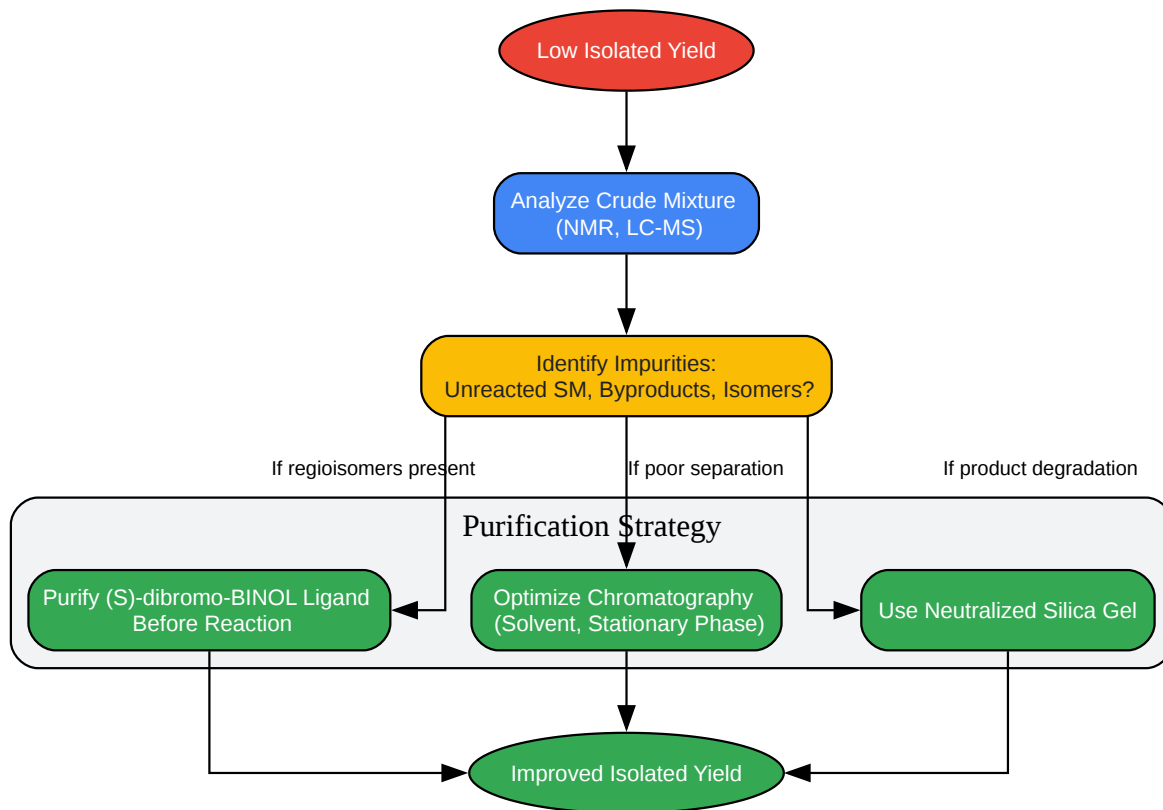 Low Isolated Yield
Analyze Crude Mixture
(NMR, LC-MS)
Identify Impurities:
Unreacted SM, Byproducts, Isomers?
If regioisomers present
If poor separation
If product degradation
Purification Strategy
Purify (S)-dibromo-BINOL Ligand
Before Reaction
Optimize Chromatography
(Solvent, Stationary Phase)
Use Neutralized Silica Gel
Improved Isolated Yield